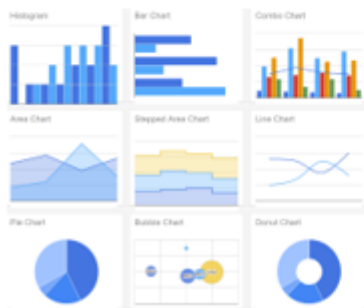 Histogram
Bar Chart
Combo Chart
Area Chart
Stepped Area Chart
Line Chart
Pie Chart
Bubble Chart
Donut Chart